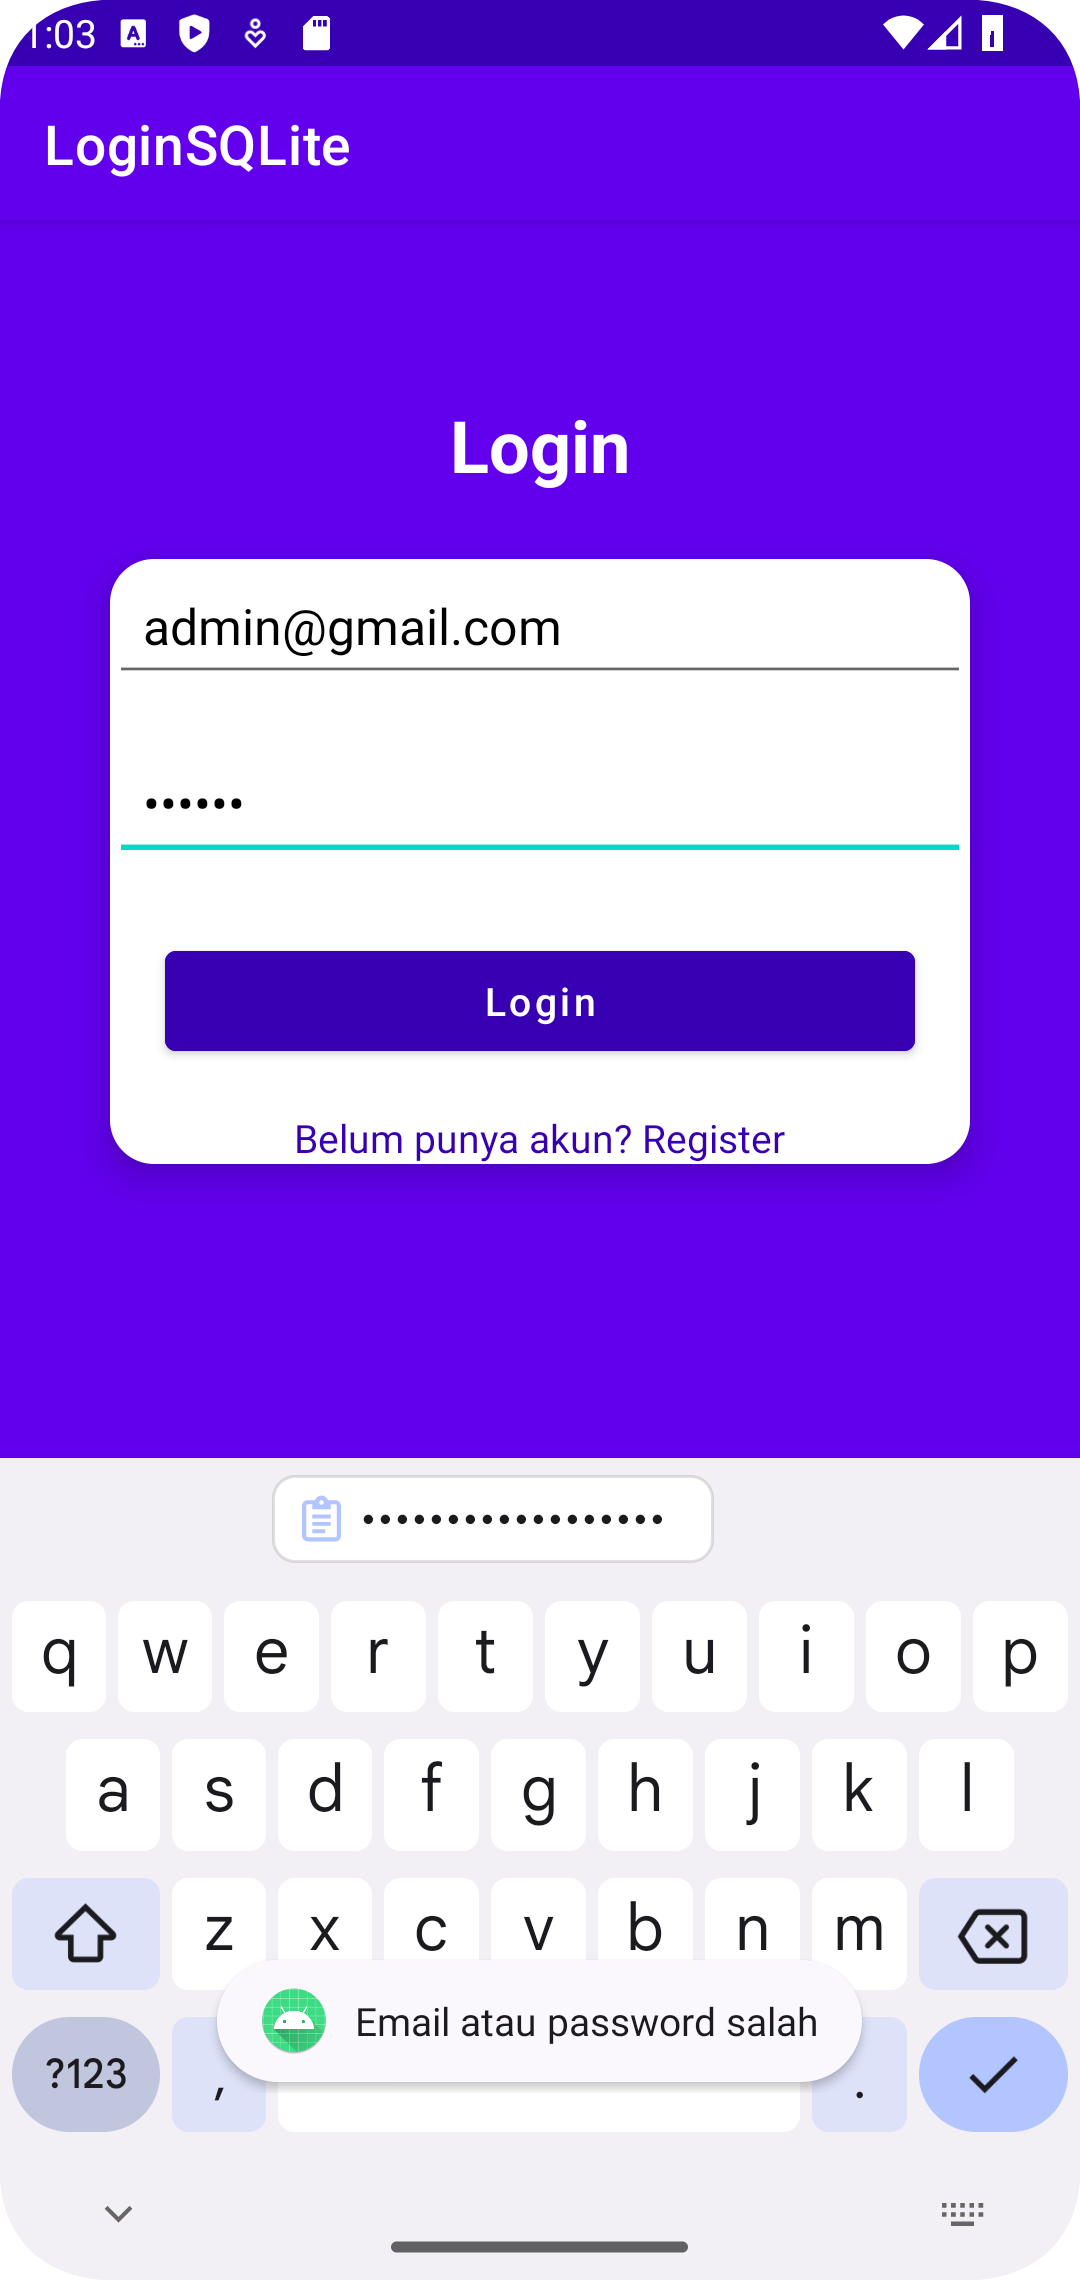 1:03
LoginSQLite
Login
admin@gmail.com
••••••
Login
Belum punya akun? Register
••••••••••••••••••
q w e r t y u i o p
a s d f g h j k l
z x c v b n m
Email atau password salah
?123 , .